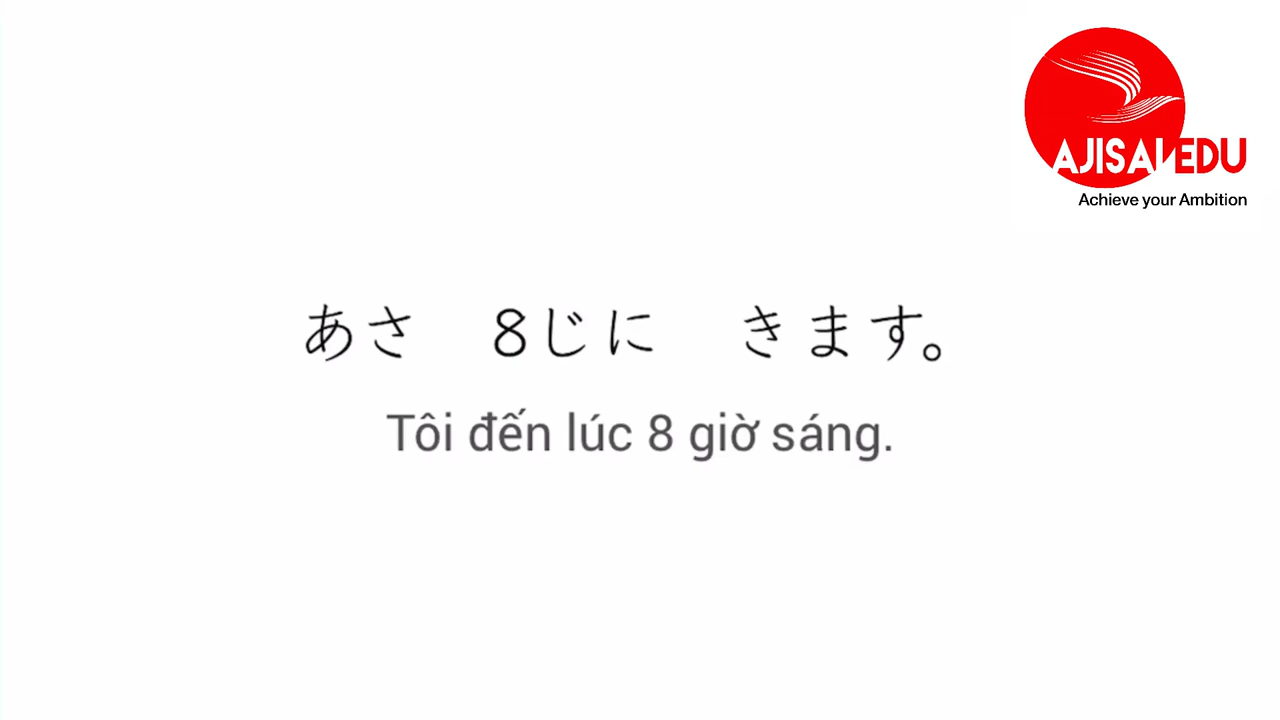 AJISAI EDU
Achieve your Ambition
あさ　8じに　きます。
Tôi đến lúc 8 giờ sáng.